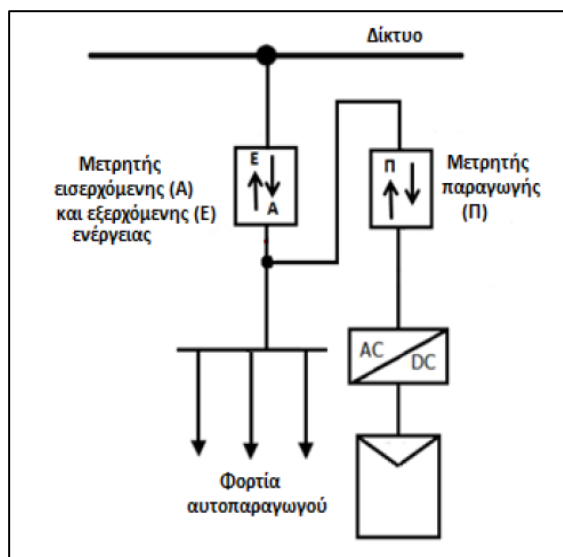 Δίκτυο
Ε
Α
Μετρητής
εισερχόμενης (Α)
και εξερχόμενης (Ε)
ενέργειας
Π
Μετρητής
παραγωγής
(Π)
AC
DC
Φορτία
αυτοπαραγωγού